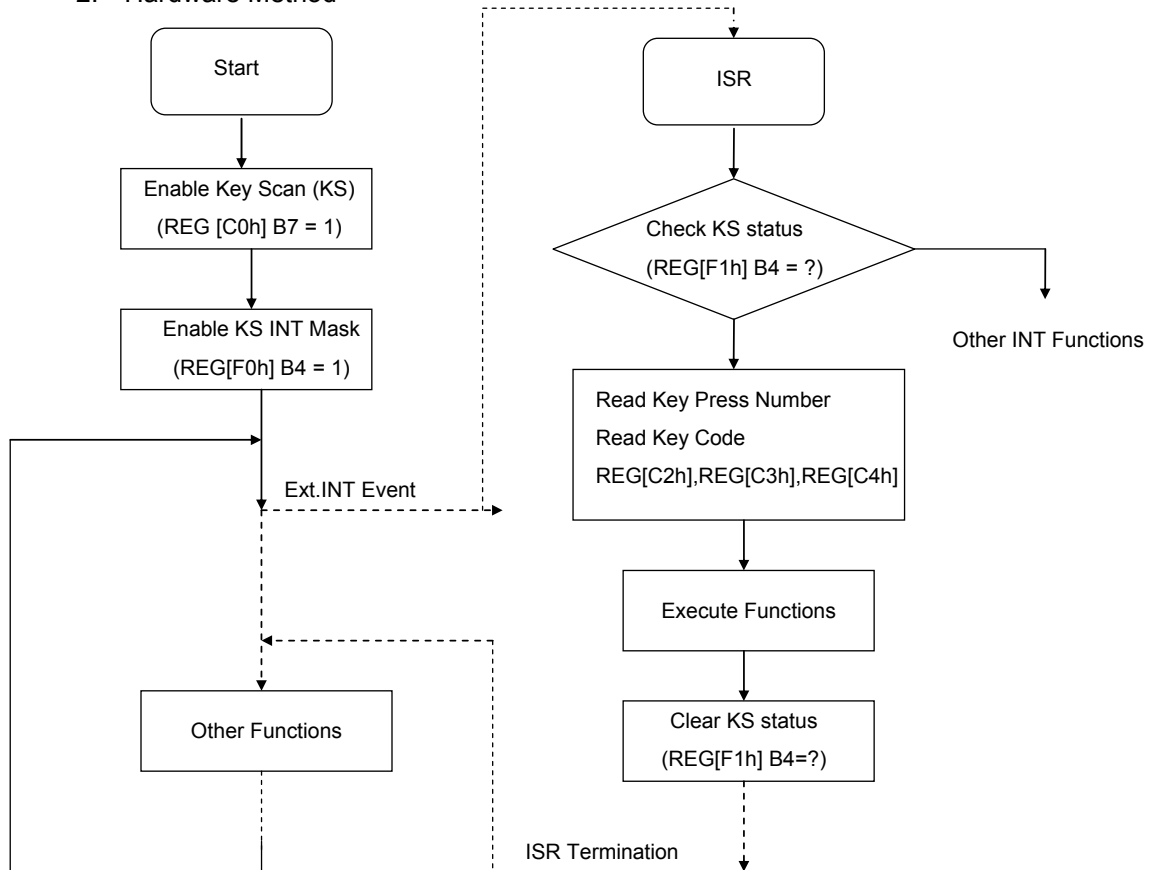 2. Hardware Method
Start
Enable Key Scan (KS)
(REG [C0h] B7 = 1)
Enable KS INT Mask
(REG[F0h] B4 = 1)
Ext.INT Event
Other Functions
ISR
Check KS status
(REG[F1h] B4 = ?)
Other INT Functions
Read Key Press Number
Read Key Code
REG[C2h],REG[C3h],REG[C4h]
Execute Functions
Clear KS status
(REG[F1h] B4=?)
ISR Termination